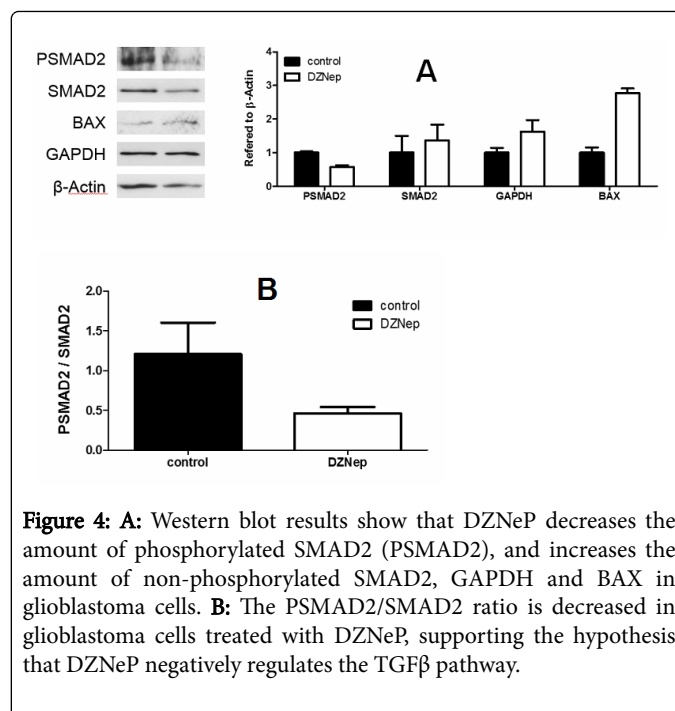 PSMAD2
SMAD2
BAX
GAPDH
β-Actin
A
control
DZNep
Refered to β-Actin
5
4
3
2
1
0
PSMAD2
SMAD2
GAPDH
BAX
B
control
DZNep
PSMAD2 / SMAD2
2.0
1.5
1.0
0.5
0.0
control
DZNep
Figure 4: A: Western blot results show that DZNeP decreases the
amount of phosphorylated SMAD2 (PSMAD2), and increases the
amount of non-phosphorylated SMAD2, GAPDH and BAX in
glioblastoma cells. B: The PSMAD2/SMAD2 ratio is decreased in
glioblastoma cells treated with DZNeP, supporting the hypothesis
that DZNeP negatively regulates the TGFβ pathway.